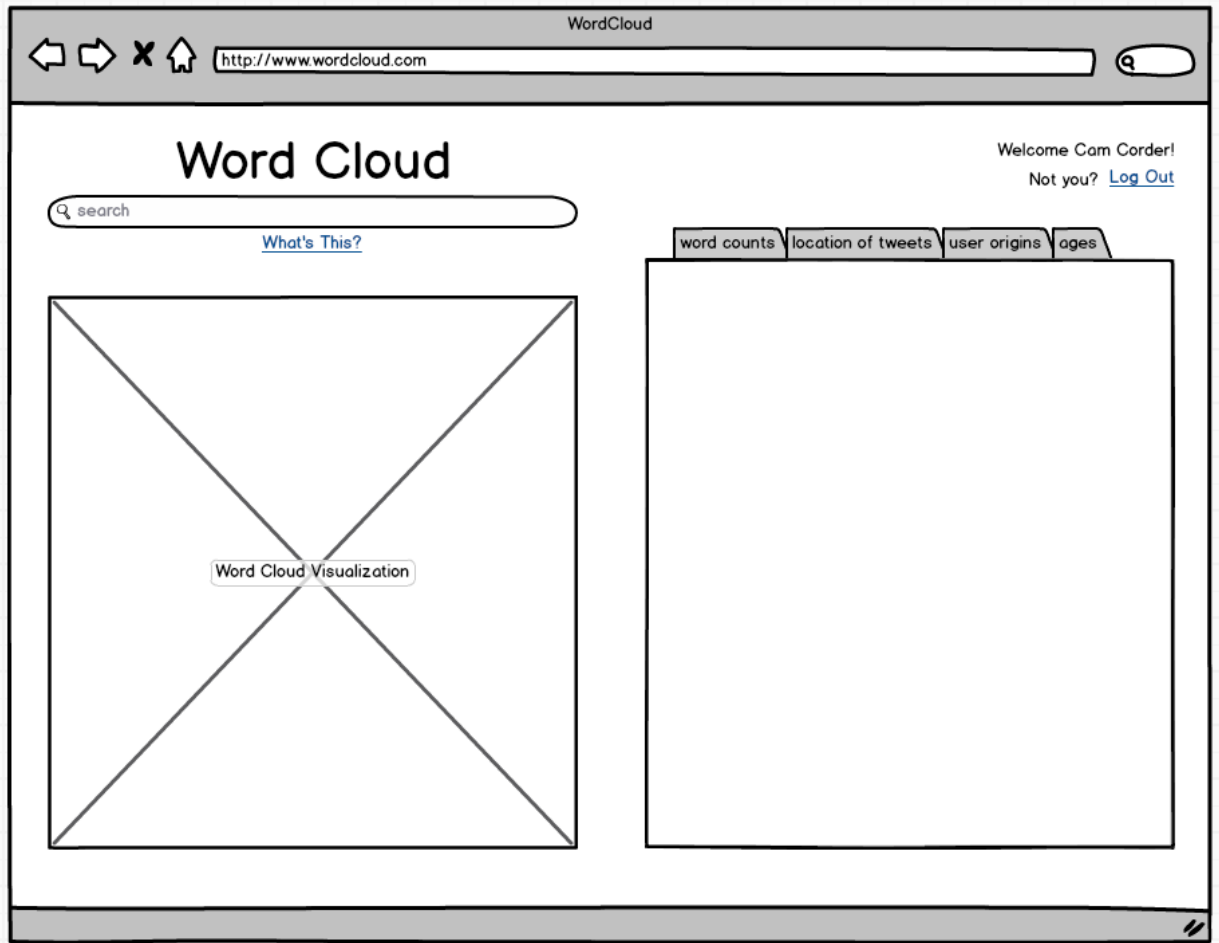 WordCloud
http://www.wordcloud.com
Word Cloud
search
What's This?
Welcome Cam Corder!
Not you? Log Out
word counts location of tweets user origins ages
Word Cloud Visualization